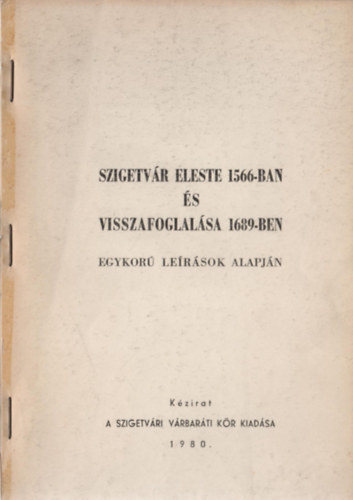 SZIGETVÁR ELESTE 1566-BAN
ÉS
VISSZAFOGLALÁSA 1689-BEN
EGYKORÚ LEÍRÁSOK ALAPJÁN
Kézirat
A SZIGETVÁRI VÁRBARÁTI KÖR KIADÁSA
1980.